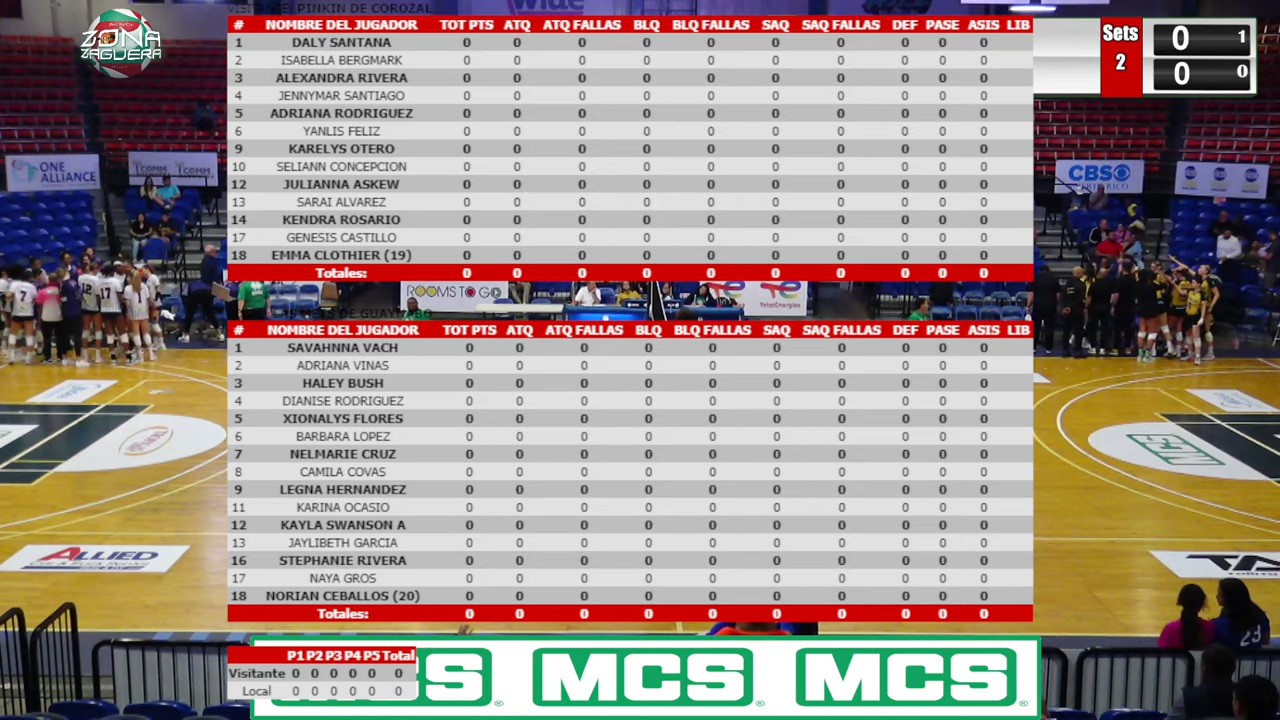 VISITANTE: PINKIN DE COROZAL
# NOMBRE DEL JUGADOR TOT PTS ATQ ATQ FALLAS BLQ BLQ FALLAS SAQ SAQ FALLAS DEF PASE ASIS LIB
1 DALY SANTANA 0 0 0 0 0 0 0 0 0 0
2 ISABELLA BERGMARK 0 0 0 0 0 0 0 0 0 0
3 ALEXANDRA RIVERA 0 0 0 0 0 0 0 0 0 0
4 JENNYMAR SANTIAGO 0 0 0 0 0 0 0 0 0 0
5 ADRIANA RODRIGUEZ 0 0 0 0 0 0 0 0 0 0
6 YANLIS FELIZ 0 0 0 0 0 0 0 0 0 0
9 KARELYS OTERO 0 0 0 0 0 0 0 0 0 0
10 SELIANN CONCEPCION 0 0 0 0 0 0 0 0 0 0
12 JULIANNA ASKEW 0 0 0 0 0 0 0 0 0 0
13 SARAI ALVAREZ 0 0 0 0 0 0 0 0 0 0
14 KENDRA ROSARIO 0 0 0 0 0 0 0 0 0 0
17 GENESIS CASTILLO 0 0 0 0 0 0 0 0 0 0
18 EMMA CLOTHIER (19) 0 0 0 0 0 0 0 0 0 0
Totales: 0 0 0 0 0 0 0 0 0 0
METS DE GUAYNABO
# NOMBRE DEL JUGADOR TOT PTS ATQ ATQ FALLAS BLQ BLQ FALLAS SAQ SAQ FALLAS DEF PASE ASIS LIB
1 SAVAHNNA VACH 0 0 0 0 0 0 0 0 0 0
2 ADRIANA VINAS 0 0 0 0 0 0 0 0 0 0
3 HALEY BUSH 0 0 0 0 0 0 0 0 0 0
4 DIANISE RODRIGUEZ 0 0 0 0 0 0 0 0 0 0
5 XIONALYS FLORES 0 0 0 0 0 0 0 0 0 0
6 BARBARA LOPEZ 0 0 0 0 0 0 0 0 0 0
7 NELMARIE CRUZ 0 0 0 0 0 0 0 0 0 0
8 CAMILA COVAS 0 0 0 0 0 0 0 0 0 0
9 LEGNA HERNANDEZ 0 0 0 0 0 0 0 0 0 0
11 KARINA OCASIO 0 0 0 0 0 0 0 0 0 0
12 KAYLA SWANSON A 0 0 0 0 0 0 0 0 0 0
13 JAYLIBETH GARCIA 0 0 0 0 0 0 0 0 0 0
16 STEPHANIE RIVERA 0 0 0 0 0 0 0 0 0 0
17 NAYA GROS 0 0 0 0 0 0 0 0 0 0
18 NORIAN CEBALLOS (20) 0 0 0 0 0 0 0 0 0 0
Totales: 0 0 0 0 0 0 0 0 0 0
P1 P2 P3 P4 P5 Total
Visitante 0 0 0 0 0 0
Local 0 0 0 0 0 0
Sets
2
0 1
0 0
ZONA
ZAGUERA
ONE
ALLIANCE
TCOMM TCOMM
CBS
ROOMS TO GO
TotalEnergies
MCS
ALLIED
17
7
23
CS MCS MCS